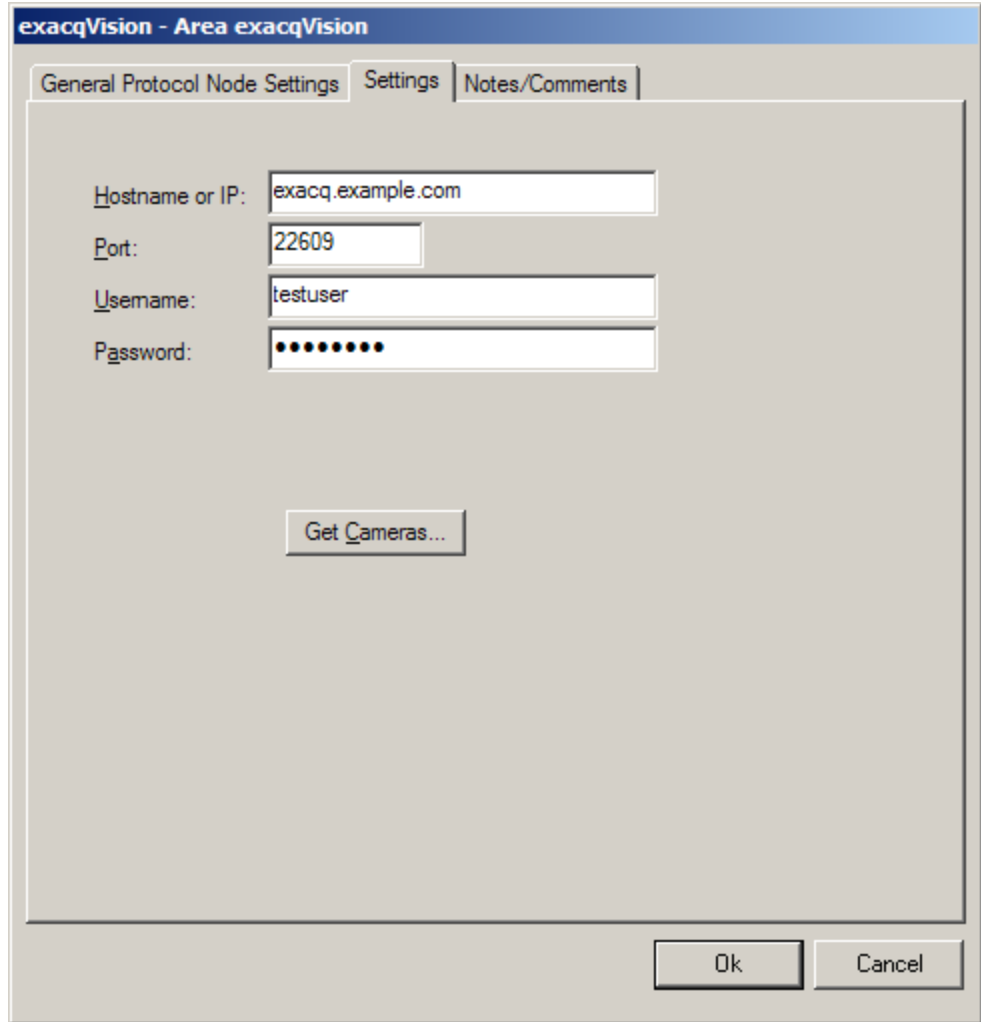 exacqVision - Area exacqVision
General Protocol Node Settings Settings Notes/Comments
Hostname or IP: exacq.example.com
Port: 22609
Username: testuser
Password: ••••••••
Get Cameras...
Ok Cancel